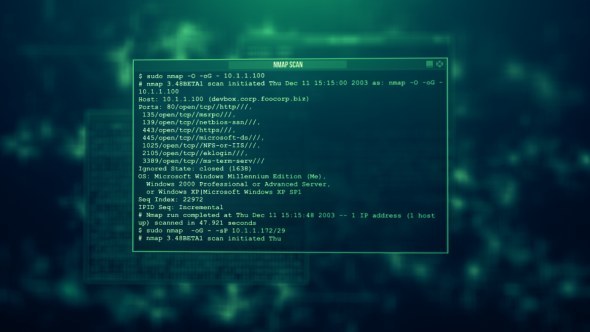 NMAP SCAN
$ sudo nmap -O -oG - 10.1.1.100
# nmap 3.48BETA1 scan initiated Thu Dec 11 15:15:00 2003 as: nmap -O -oG -
10.1.1.100
Host: 10.1.1.100 (devbox.corp.foocorp.biz)
Ports: 80/open/tcp//http///,
135/open/tcp//msrpc///,
139/open/tcp//netbios-ssn///,
443/open/tcp//https///,
445/open/tcp//microsoft-ds///,
1025/open/tcp//NFS-or-IIS///,
2105/open/tcp//eklogin///,
3389/open/tcp//ms-term-serv///
Ignored State: closed (1638)
OS: Microsoft Windows Millennium Edition (Me),
Windows 2000 Professional or Advanced Server,
or Windows XP|Microsoft Windows XP SP1
Seq Index: 22972
IPID Seq: Incremental
# Nmap run completed at Thu Dec 11 15:15:48 2003 -- 1 IP address (1 host
up) scanned in 47.921 seconds
$ sudo nmap -oG - -sP 10.1.1.172/29
# nmap 3.48BETA1 scan initiated Thu